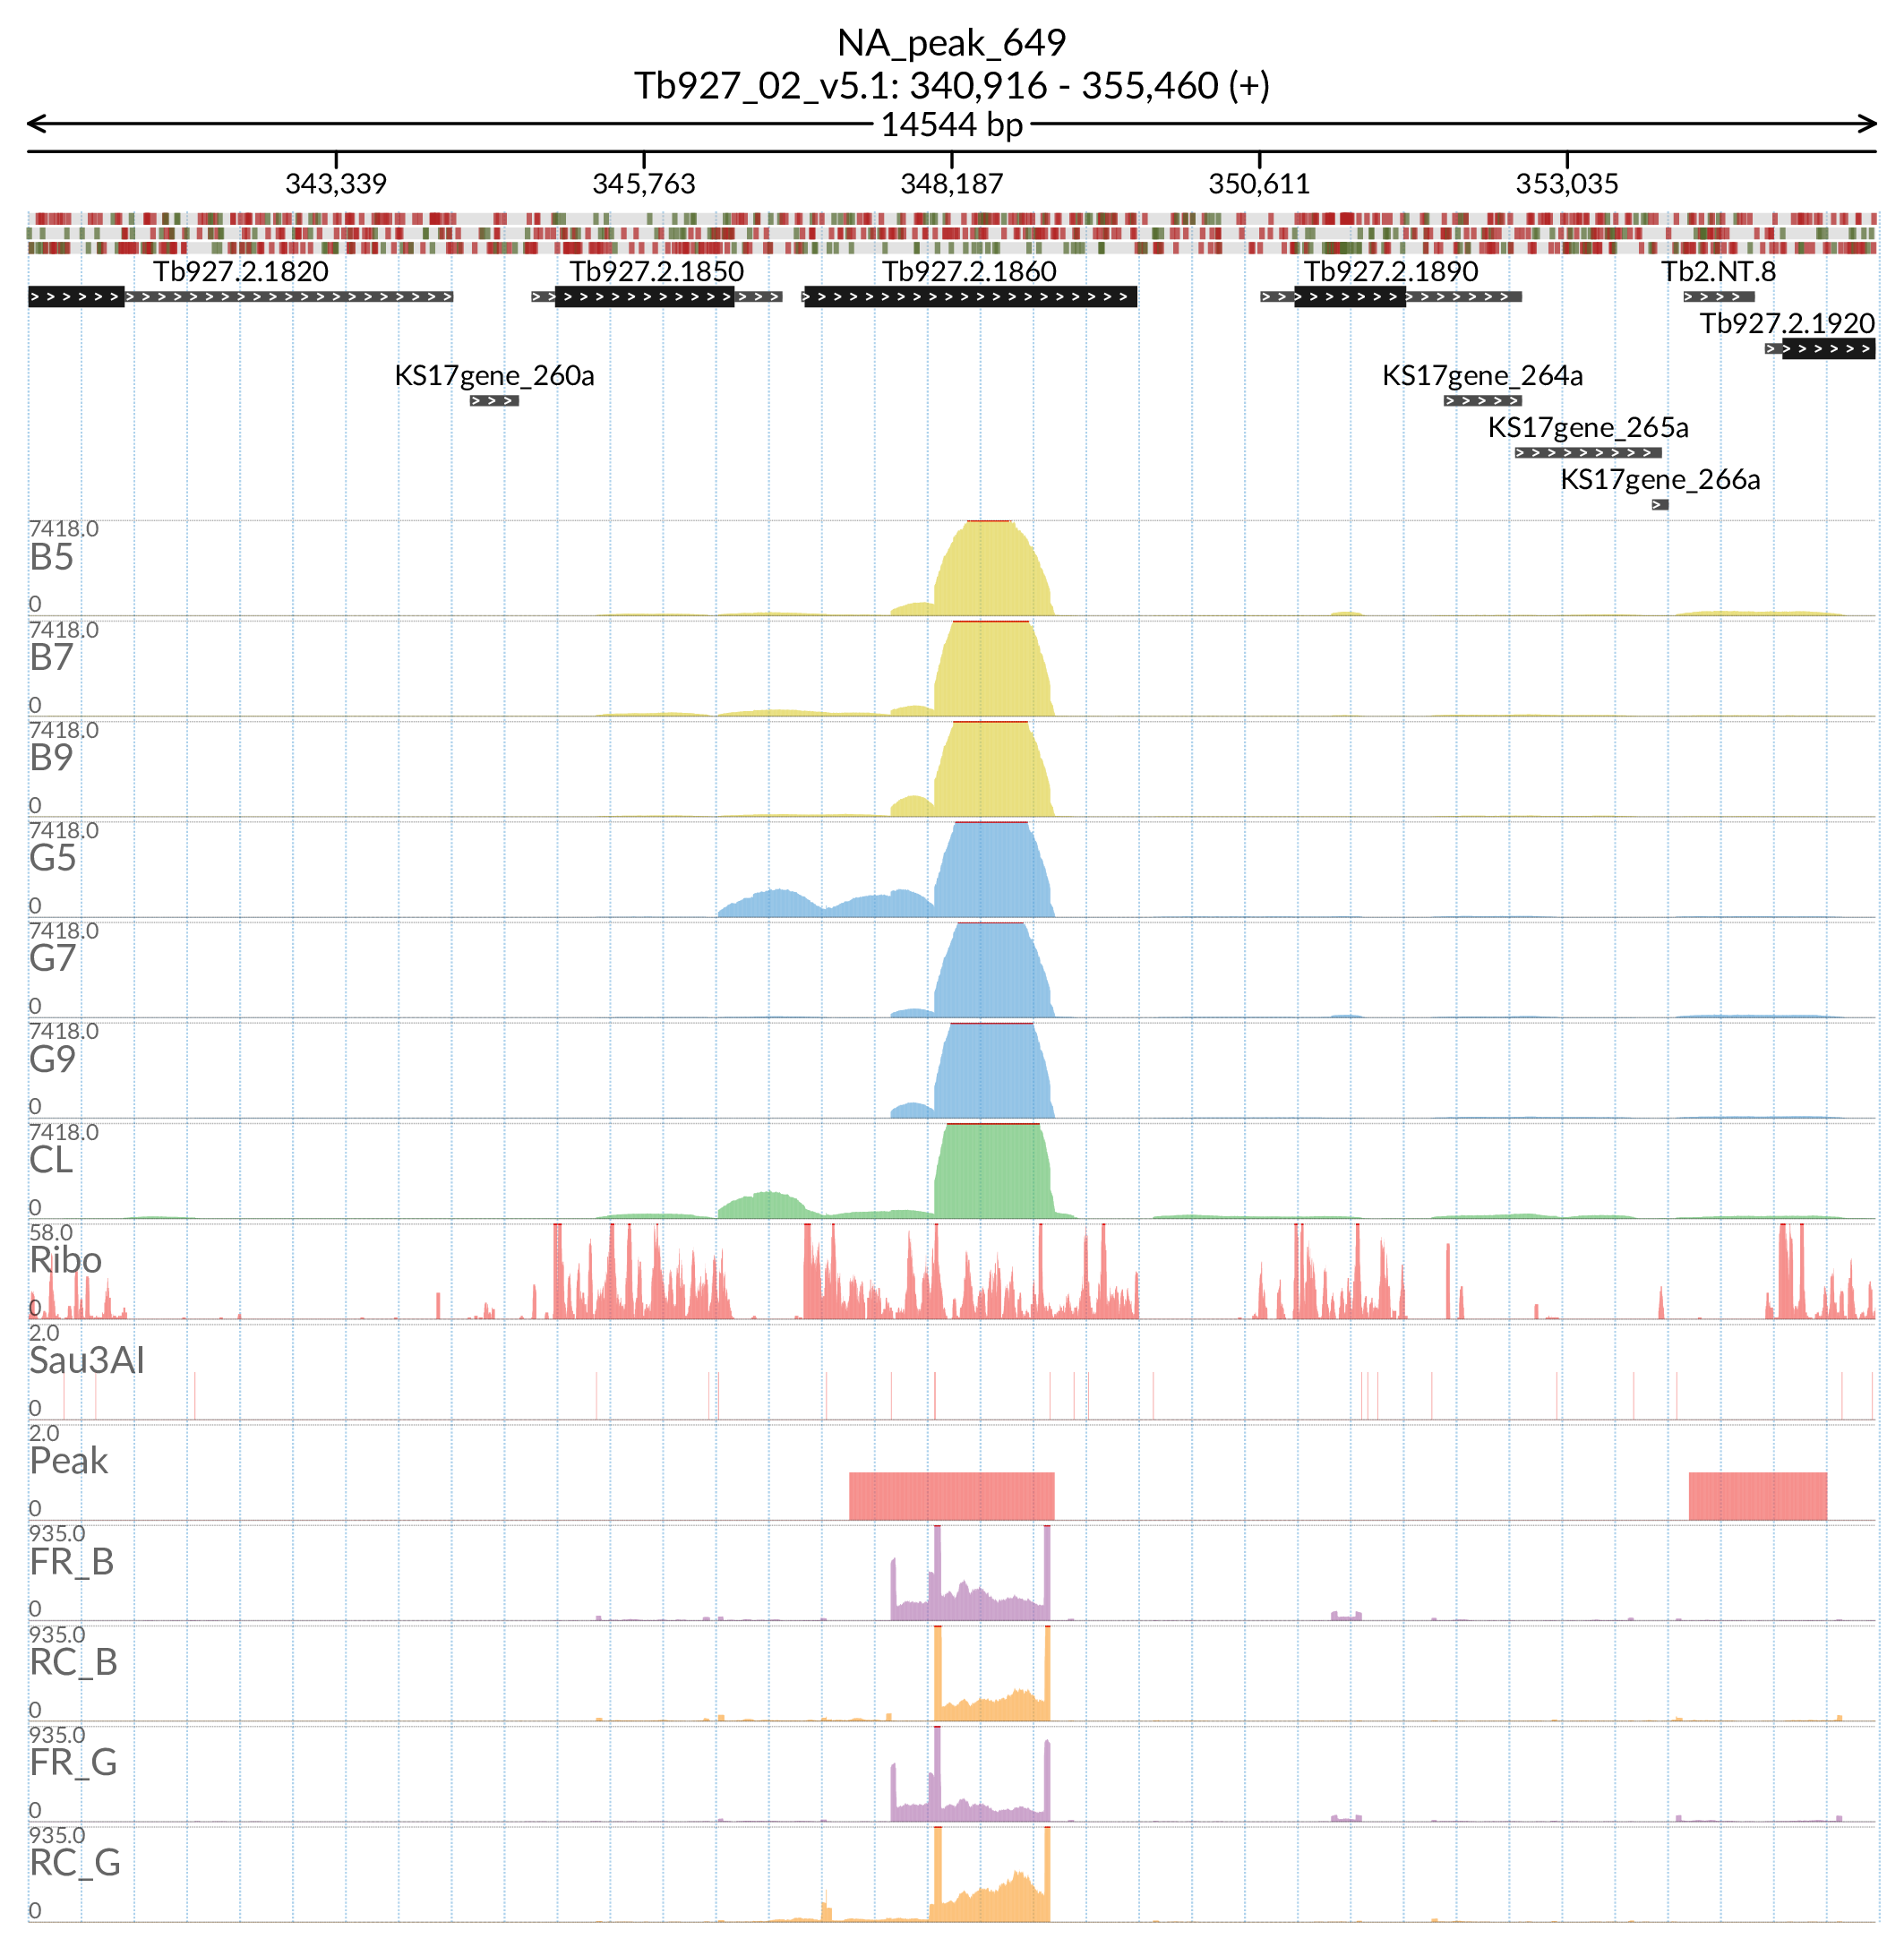 NA_peak_649
Tb927_02_v5.1: 340,916 - 355,460 (+)
14544 bp
343,339 345,763 348,187 350,611 353,035
Tb927.2.1820 Tb927.2.1850 Tb927.2.1860 Tb927.2.1890 Tb2.NT.8
Tb927.2.1920
KS17gene_260a KS17gene_264a
KS17gene_265a
KS17gene_266a
7418.0
B5
0
7418.0
B7
0
7418.0
B9
0
7418.0
G5
0
7418.0
G7
0
7418.0
G9
0
7418.0
CL
0
58.0
Ribo
0
2.0
Sau3AI
0
2.0
Peak
0
935.0
FR_B
0
935.0
RC_B
0
935.0
FR_G
0
935.0
RC_G
0